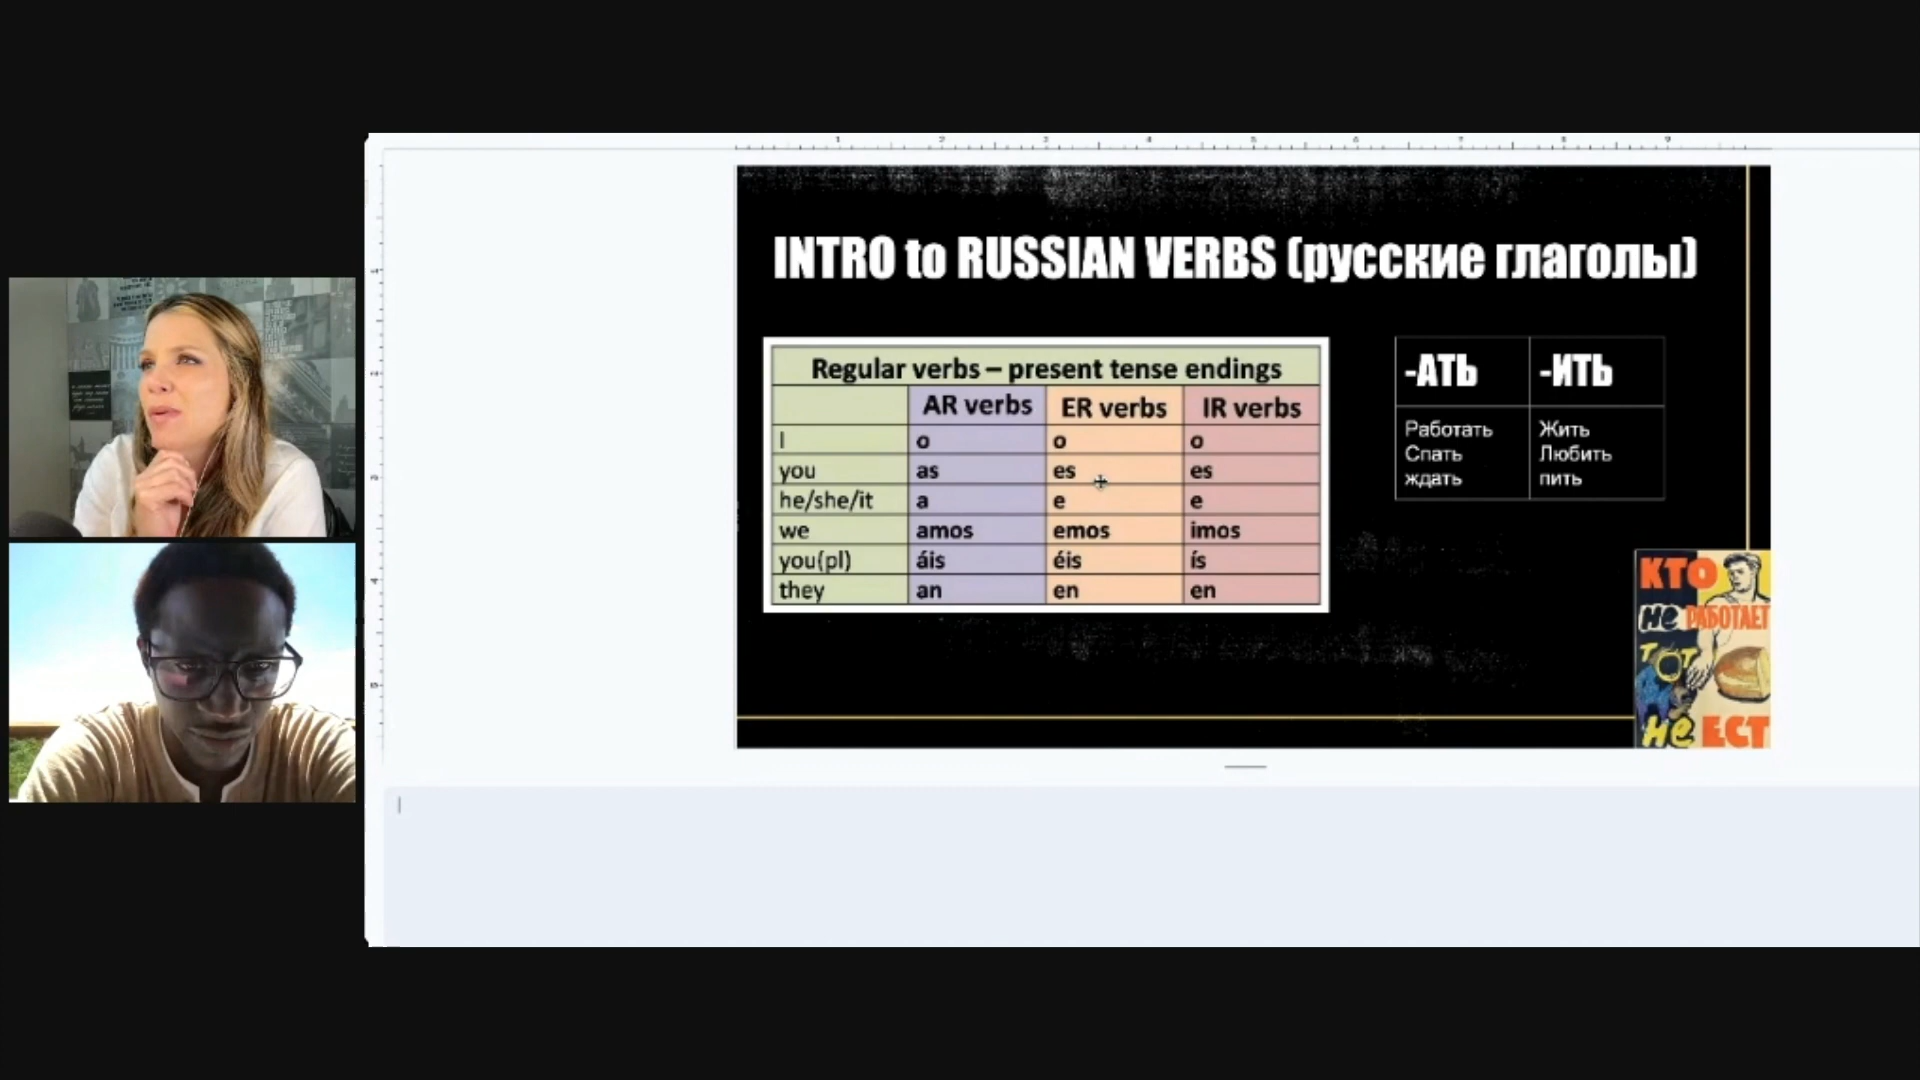 INTRO to RUSSIAN VERBS (русские глаголы)
Regular verbs – present tense endings
AR verbs ER verbs IR verbs
I o o o
you as es es
he/she/it a e e
we amos emos imos
you(pl) áis éis ís
they an en en
-АТЬ -ИТЬ
Работать Жить
Спать Любить
ждать пить
КТО
не РАБОТАЕТ
ТОТ
не ЕСТ